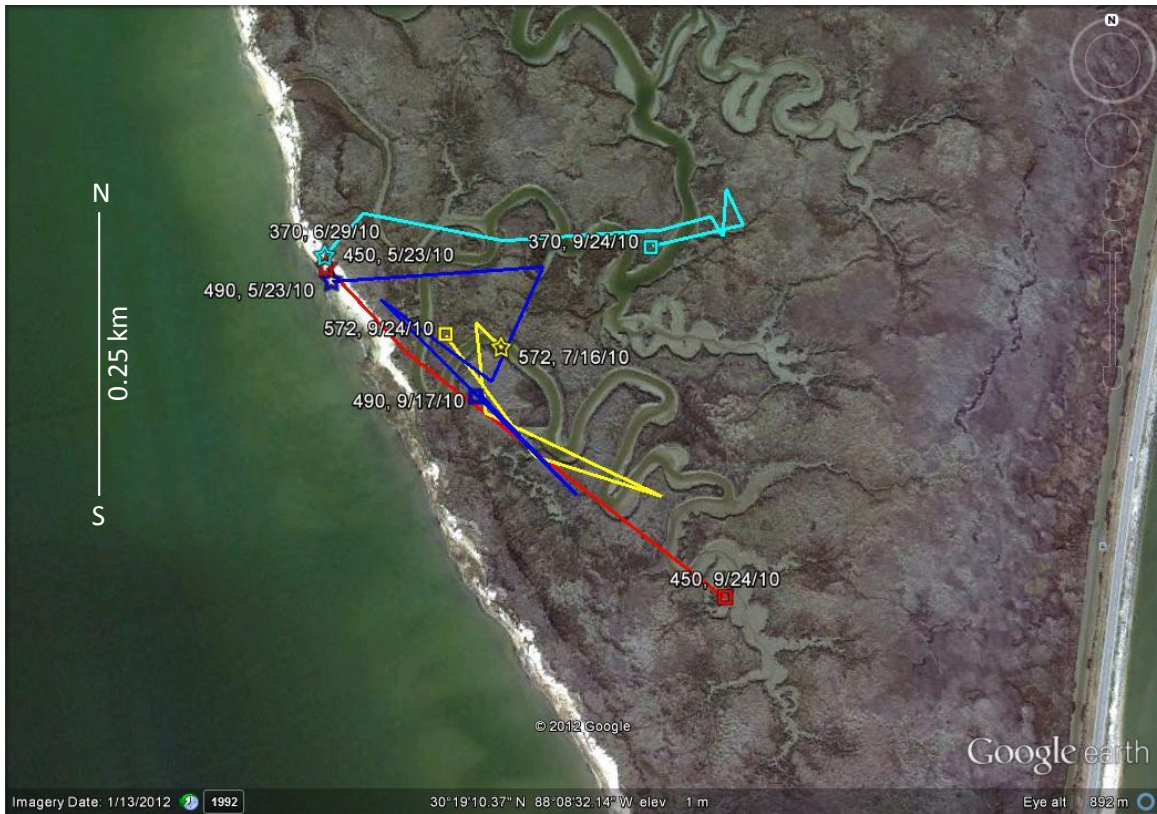 N
N
370, 6/29/10
370, 9/24/10
450, 5/23/10
490, 5/23/10
572, 9/24/10
572, 7/16/10
0.25 km
490, 9/17/10
S
450, 9/24/10
© 2012 Google
Google earth
Imagery Date: 1/13/2012 1992 30°19'10.37" N 88°08'32.14" W elev 1 m Eye alt 892 m